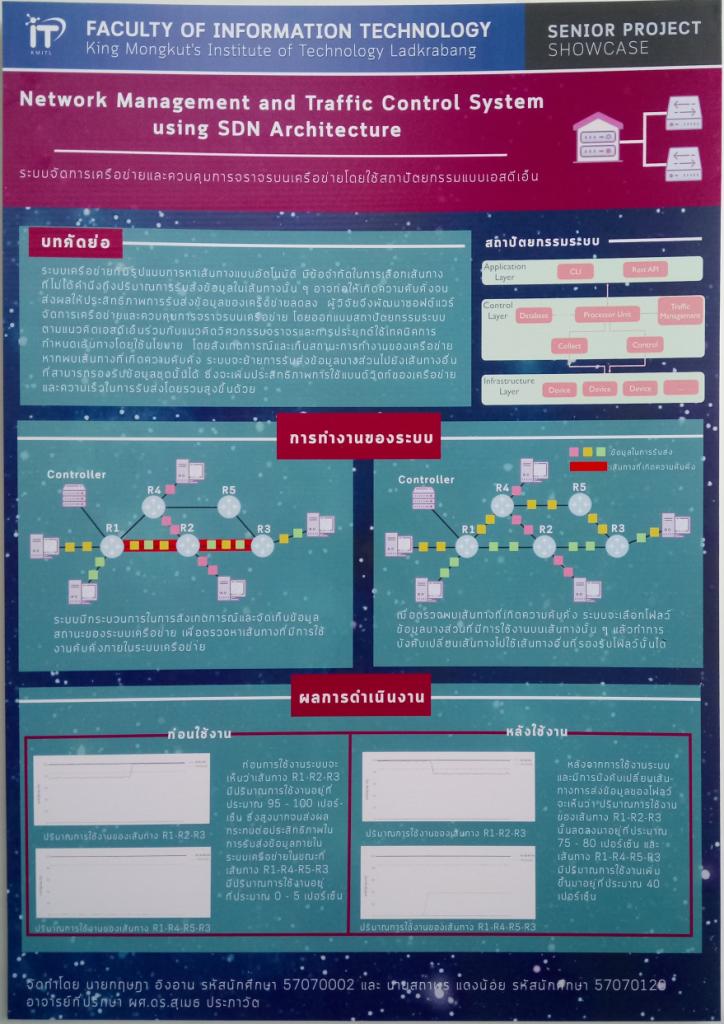 iT
KMITL
FACULTY OF INFORMATION TECHNOLOGY
King Mongkut's Institute of Technology Ladkrabang
SENIOR PROJECT
SHOWCASE
Network Management and Traffic Control System
using SDN Architecture
ระบบจัดการเครือข่ายและควบคุมการจราจรบนเครือข่ายโดยใช้สถาปัตยกรรมแบบเอสดีเอ็น
บทคัดย่อ
ระบบเครือข่ายที่มีรูปแบบการหาเส้นทางแบบอัตโนมัติ มีข้อจำกัดในการเลือกเส้นทาง
ที่ไม่ได้คำนึงถึงปริมาณการรับส่งข้อมูลในเส้นทางนั้น ๆ อาจก่อให้เกิดความคับคั่งจน
ส่งผลให้ประสิทธิภาพการรับส่งข้อมูลของเครือข่ายลดลง ผู้วิจัยจึงพัฒนาซอฟต์แวร์
จัดการเครือข่ายและควบคุมการจราจรบนเครือข่าย โดยออกแบบสถาปัตยกรรมระบบ
ตามแนวคิดเอสดีเอ็นร่วมกับแนวคิดวิศวกรรมจราจรและการประยุกต์ใช้เทคนิคการ
กำหนดเส้นทางโดยใช้นโยบาย โดยสังเกตการณ์และเก็บสถานะการทำงานของเครือข่าย
หากพบเส้นทางที่เกิดความคับคั่ง ระบบจะย้ายการรับส่งข้อมูลบางส่วนไปยังเส้นทางอื่น
ที่สามารถรองรับข้อมูลชุดนั้นได้ ซึ่งจะเพิ่มประสิทธิภาพการใช้แบนด์วิดท์ของเครือข่าย
และความเร็วในการรับส่งโดยรวมสูงขึ้นด้วย
สถาปัตยกรรมระบบ
Application Layer
CLI
Rest API
Control Layer
Database
Processor Unit
Traffic Management
Collect
Control
Infrastructure Layer
Device
Device
Device
...
การทำงานของระบบ
Controller
R4
R5
R1
R2
R3
ระบบมีกระบวนการในการสังเกตการณ์และจัดเก็บข้อมูล
สถานะของระบบเครือข่าย เพื่อตรวจหาเส้นทางที่มีการใช้
งานคับคั่งภายในระบบเครือข่าย
ข้อมูลในการรับส่ง
เส้นทางที่เกิดความคับคั่ง
Controller
R4
R5
R1
R2
R3
เมื่อตรวจพบเส้นทางที่เกิดความคับคั่ง ระบบจะเลือกโฟลว์
ข้อมูลบางส่วนที่มีการใช้งานบนเส้นทางนั้น ๆ แล้วทำการ
บังคับเปลี่ยนเส้นทางไปใช้เส้นทางอื่นที่รองรับโฟลว์นั้นได้
ผลการดำเนินงาน
ก่อนใช้งาน
ปริมาณการใช้งานของเส้นทาง R1-R2-R3
ปริมาณการใช้งานของเส้นทาง R1-R4-R5-R3
ก่อนการใช้งานระบบจะ
เห็นว่าเส้นทาง R1-R2-R3
มีปริมาณการใช้งานอยู่ที่
ประมาณ 95 - 100 เปอร์-
เซ็น ซึ่งสูงมากจนส่งผล
กระทบต่อประสิทธิภาพใน
การรับส่งข้อมูลภายใน
ระบบเครือข่ายในขณะที่
เส้นทาง R1-R4-R5-R3
มีปริมาณการใช้งานอยู่
ที่ประมาณ 0 - 5 เปอร์เซ็น
หลังใช้งาน
ปริมาณการใช้งานของเส้นทาง R1-R2-R3
ปริมาณการใช้งานของเส้นทาง R1-R4-R5-R3
หลังจากการใช้งานระบบ
และมีการบังคับเปลี่ยนเส้น-
ทางการส่งข้อมูลของโฟลว์
จะเห็นว่าปริมาณการใช้งาน
ของเส้นทาง R1-R2-R3
นั้นลดลงมาอยู่ที่ประมาณ
75 - 80 เปอร์เซ็น และ
เส้นทาง R1-R4-R5-R3
มีปริมาณการใช้งานเพิ่ม
ขึ้นมาอยู่ที่ประมาณ 40
เปอร์เซ็น
จัดทำโดย นายกฤษฎา อิงอาน รหัสนักศึกษา 57070002 และ นายสถาพร แตงน้อย รหัสนักศึกษา 57070129
อาจารย์ที่ปรึกษา ผศ.ดร.สุเมธ ประภาวัต